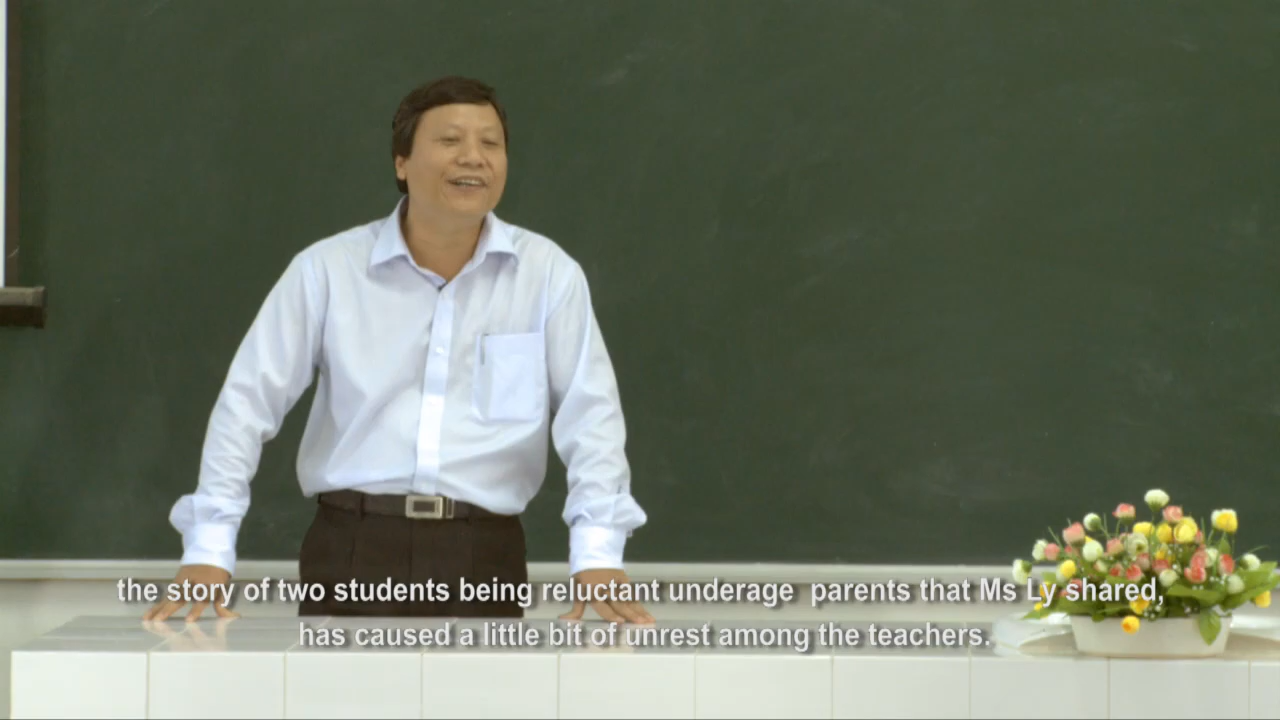 the story of two students being reluctant underage parents that Ms Ly shared,
has caused a little bit of unrest among the teachers.